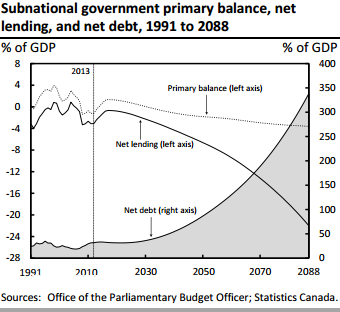 Subnational government primary balance, net
lending, and net debt, 1991 to 2088
% of GDP % of GDP
8 400
2013
4 350
Primary balance (left axis)
0 300
-4 250
Net lending (left axis)
-8 200
-12 150
-16 100
Net debt (right axis)
-20 100
-24 50
-28 0
1991 2010 2030 2050 2070 2088
Sources: Office of the Parliamentary Budget Officer; Statistics Canada.